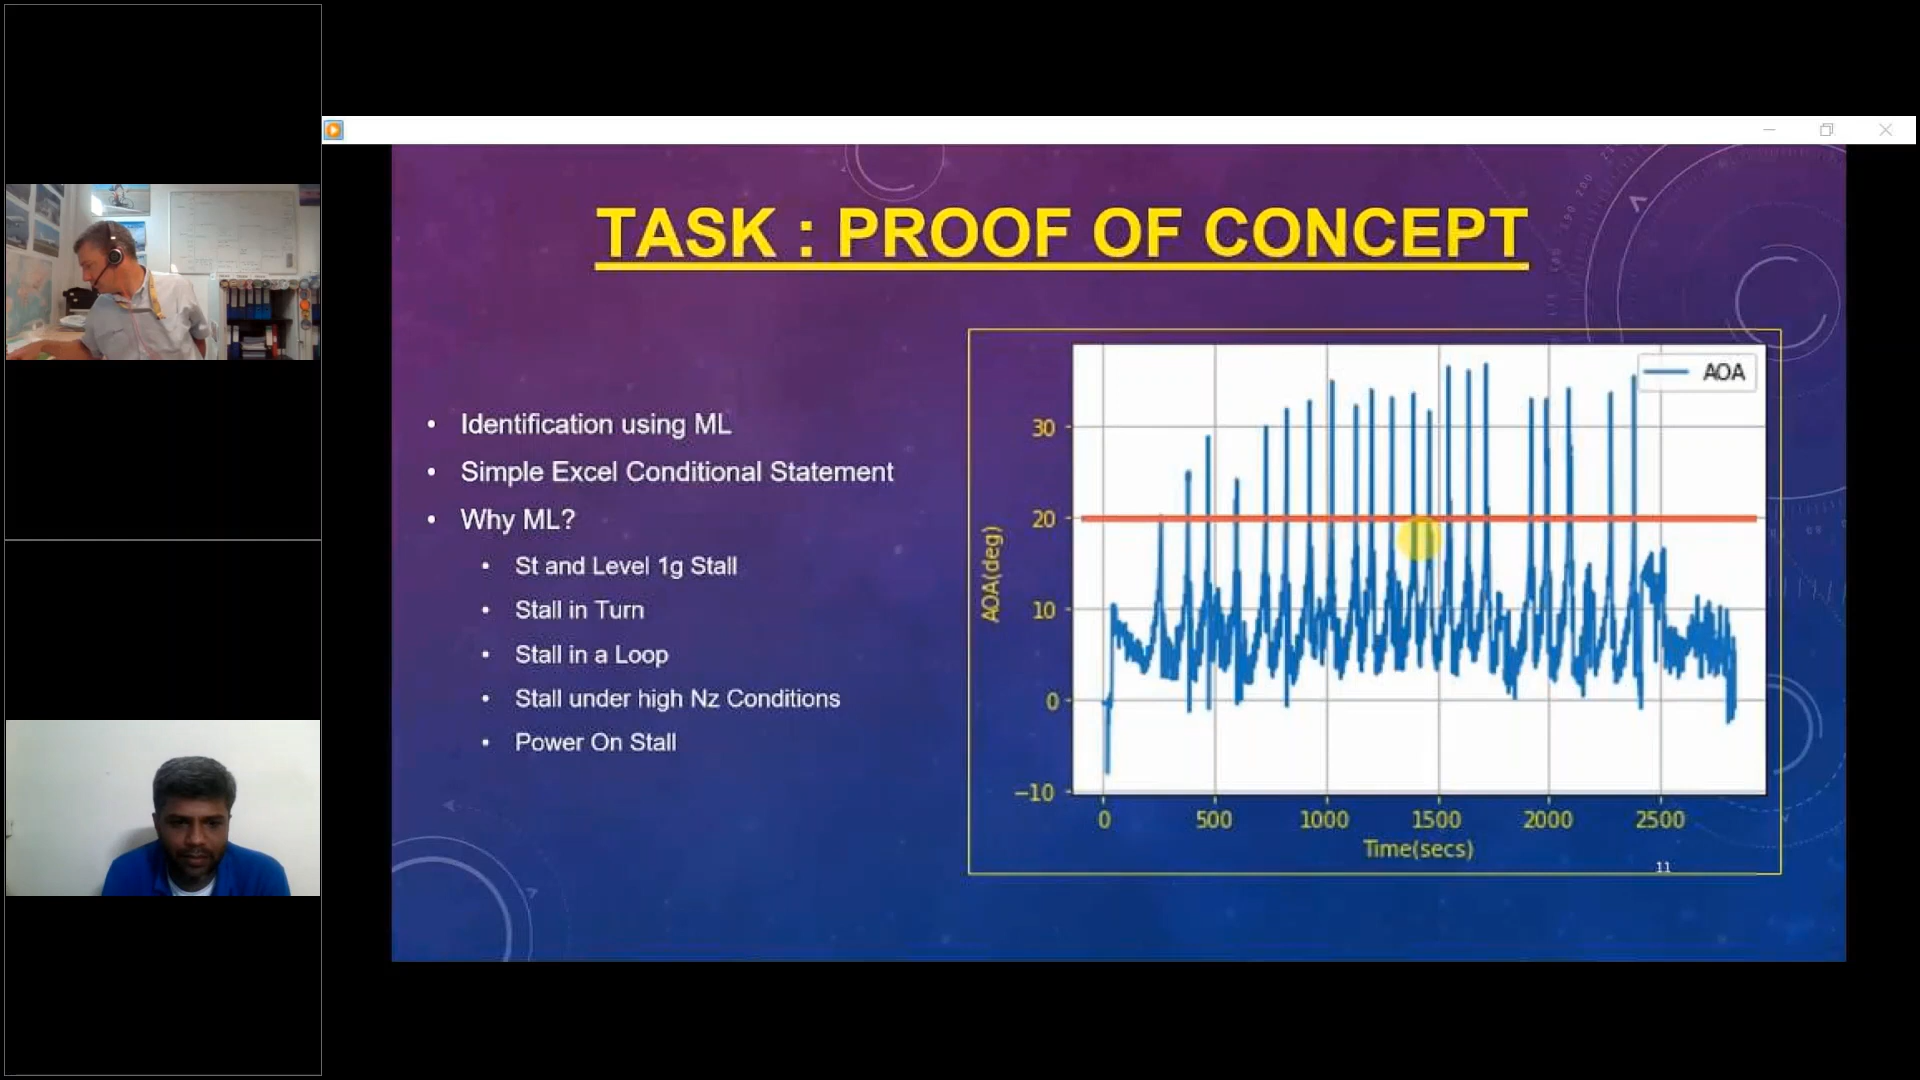 TASK : PROOF OF CONCEPT
• Identification using ML
• Simple Excel Conditional Statement
• Why ML?
• St and Level 1g Stall
• Stall in Turn
• Stall in a Loop
• Stall under high Nz Conditions
• Power On Stall
AOA
30
20
10
0
−10
AOA(deg)
0 500 1000 1500 2000 2500
Time(secs)
11